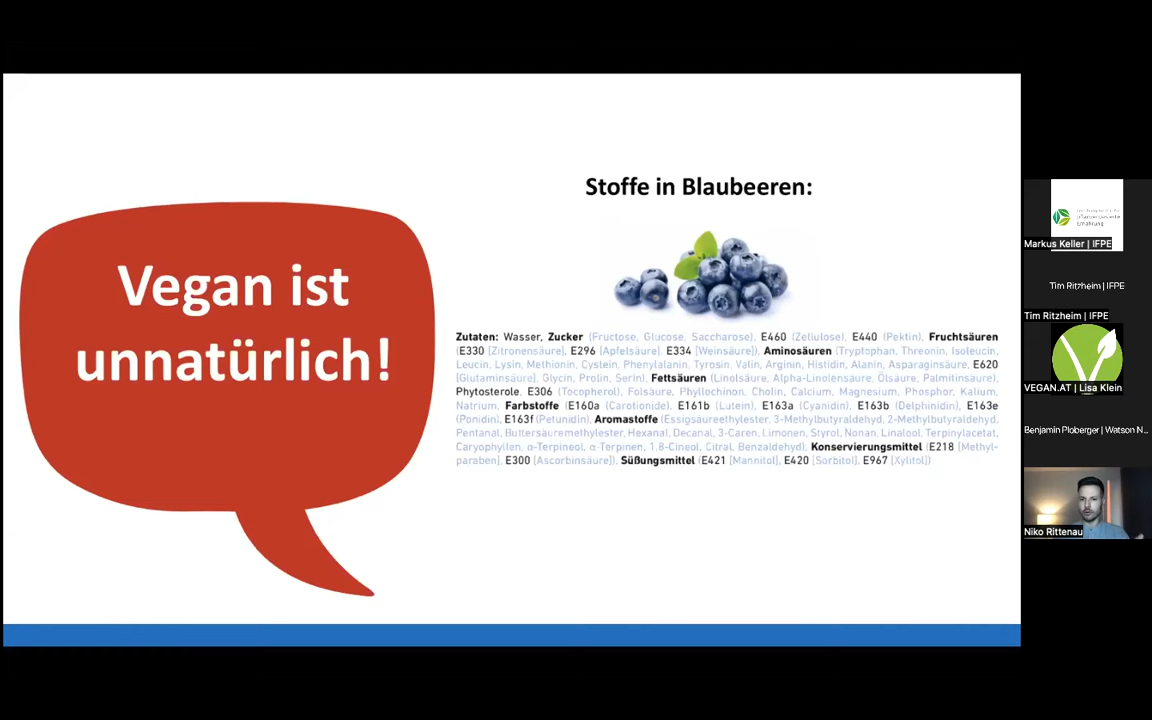 Vegan ist
unnatürlich!
Stoffe in Blaubeeren:
Zutaten: Wasser, Zucker (Fructose, Glucose, Saccharose), E460 (Zellulose), E440 (Pektin), Fruchtsäuren
(E330 [Zitronensäure], E296 [Apfelsäure], E334 [Weinsäure]), Aminosäuren (Tryptophan, Threonin, Isoleucin,
Leucin, Lysin, Methionin, Cystein, Phenylalanin, Tyrosin, Valin, Arginin, Histidin, Alanin, Asparaginsäure, E620
[Glutaminsäure], Glycin, Prolin, Serin), Fettsäuren (Linolsäure, Alpha-Linolensäure, Ölsäure, Palmitinsäure),
Phytosterole, E306 (Tocopherol), Folsäure, Phyllochinon, Cholin, Calcium, Magnesium, Phosphor, Kalium,
Natrium, Farbstoffe (E160a (Carotionide), E161b (Lutein), E163a (Cyanidin), E163b (Delphinidin), E163e
(Ponidin), E163f (Petunidin), Aromastoffe (Essigsäureethylester, 3-Methylbutyraldehyd, 2-Methylbutyraldehyd,
Pentanal, Buttersäuremethylester, Hexanal, Decanal, 3-Caren, Limonen, Styrol, Nonan, Linalool, Terpinylacetat,
Caryophyllen, α-Terpineol, α-Terpinen, 1,8-Cineol, Citral, Benzaldehyd), Konservierungsmittel (E218 [Methyl-
paraben], E300 [Ascorbinsäure]), Süßungsmittel (E421 [Mannitol], E420 [Sorbitol], E967 [Xylitol])
Ernährung
Markus Keller | IFPE
Tim Ritzheim | IFPE
Tim Ritzheim | IFPE
VEGAN.AT | Lisa Klein
Benjamin Ploberger | Watson N...
Niko Rittenau